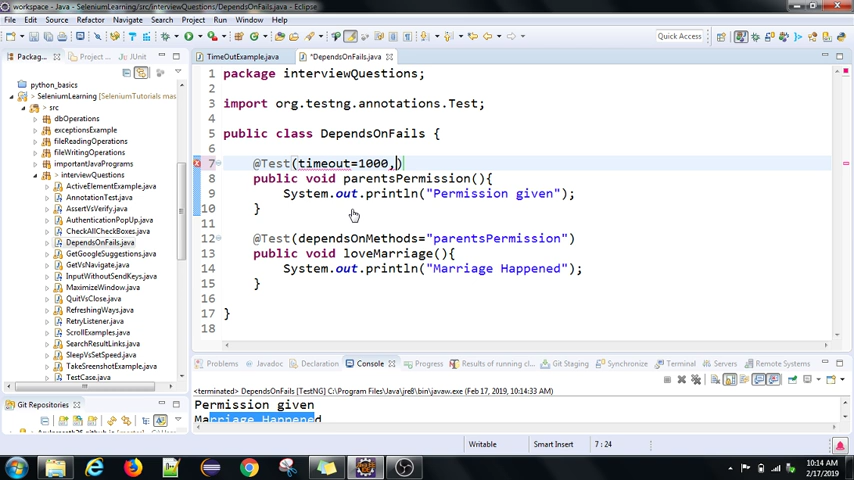 workspace - Java - SeleniumLearning/src/interviewQuestions/DependsOnFails.java - Eclipse
File Edit Source Refactor Navigate Search Project Run Window Help
Quick Access
Packag... Project ... JUnit
TimeOutExample.java
*DependsOnFails.java
python_basics
SeleniumLearning (SeleniumTutorials mast
src
dbOperations
exceptionsExample
fileReadingOperations
fileWritingOperations
importantJavaPrograms
interviewQuestions
ActiveElementExample.java
AnnotationTest.java
AssertVsVerify.java
AuthenticationPopUp.java
CheckAllCheckBoxes.java
DependsOnFails.java
GetGoogleSuggestions.java
GetVsNavigate.java
InputWithoutSendKeys.java
MaximizeWindow.java
QuitVsClose.java
RefreshingWays.java
RetryListener.java
ScrollExamples.java
SearchResultLinks.java
SleepVsSetSpeed.java
TakeScreenshotExample.java
TestCase.java
1 package interviewQuestions;
2
3 import org.testng.annotations.Test;
4
5 public class DependsOnFails {
6
7 @Test(timeout=1000,)
8 public void parentsPermission(){
9 System.out.println("Permission given");
10 }
11
12 @Test(dependsOnMethods="parentsPermission")
13 public void loveMarriage(){
14 System.out.println("Marriage Happened");
15 }
16
17 }
18
Problems Javadoc Declaration Console Progress Results of running cl... Git Staging Synchronize Terminal Servers Remote Systems
<terminated> DependsOnFails [TestNG] C:\Program Files\Java\jre8\bin\javaw.exe (Feb 17, 2019, 10:14:33 AM)
Permission given
Marriage Happened
Git Repositories
Writable Smart Insert 7 : 24
10:14 AM
2/17/2019